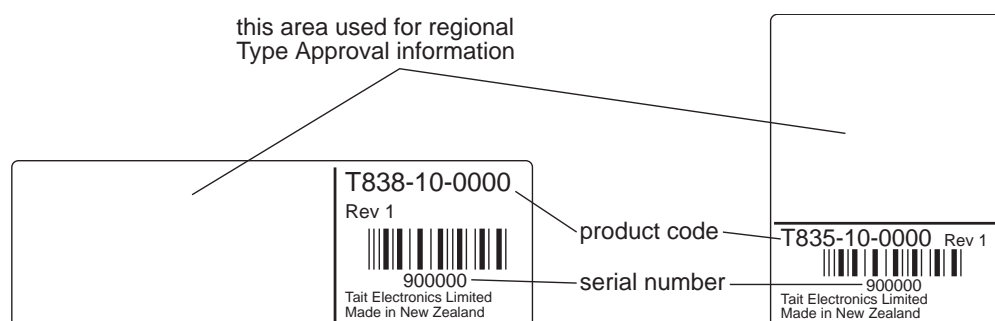 this area used for regional
Type Approval information
T838-10-0000
Rev 1
900000
Tait Electronics Limited
Made in New Zealand
product code
serial number
T835-10-0000 Rev 1
900000
Tait Electronics Limited
Made in New Zealand